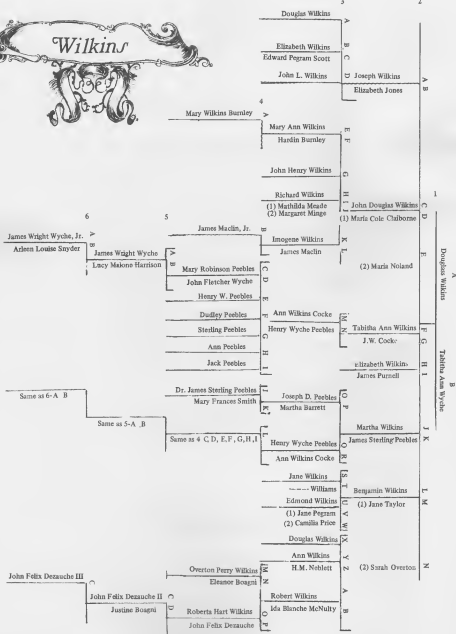 Wilkins
3
2
Douglas Wilkins
A
Elizabeth Wilkins
B
Edward Pegram Scott
C
John L. Wilkins
D
Joseph Wilkins
A
Elizabeth Jones
B
4
Mary Wilkins Burnley
A
Mary Ann Wilkins
E
Hardin Burnley
F
John Henry Wilkins
G
Richard Wilkins
H
(1) Mathilda Meade
I
(2) Margaret Minge
J
John Douglas Wilkins
C
(1) Maria Cole Claiborne
D
(2) Maria Noland
E
1
Douglass Wilkins
A
Tabitha Ann Wyche
B
6
5
James Wright Wyche, Jr.
A
Arleen Louise Snyder
B
James Wright Wyche
A
Lucy Malone Harrison
B
James Maclin, Jr.
B
Imogene Wilkins
K
James Maclin
L
Mary Robinson Peebles
C
John Fletcher Wyche
D
Henry W. Peebles
E
Dudley Peebles
F
Sterling Peebles
G
Ann Peebles
H
Jack Peebles
I
Ann Wilkins Cocke
M
Henry Wyche Peebles
N
Tabitha Ann Wilkins
F
J.W. Cocke
G
Elizabeth Wilkins
H
James Purnell
I
Dr. James Sterling Peebles
J
Mary Frances Smith
K
Joseph D. Peebles
O
Martha Barrett
P
Martha Wilkins
J
James Sterling Peebles
K
Same as 6-A B
Same as 5-A ,B
Same as 4 C, D, E, F, G, H, I
L
Henry Wyche Peebles
Ann Wilkins Cocke
R
Jane Wilkins
S
---- Williams
T
Edmond Wilkins
U
(1) Jane Pegram
V
(2) Camilia Price
W
Benjamin Wilkins
L
(1) Jane Taylor
M
(2) Sarah Overton
N
Douglas Wilkins
X
Ann Wilkins
Y
H.M. Neblett
Z
Overton Perry Wilkins
M
Eleanor Boagni
N
Robert Wilkins
A
Ida Blanche McNulty
B
John Felix Dezauche III
C
John Felix Dezauche II
C
Justine Boagni
D
Roberta Hart Wilkins
O
John Felix Dezauche
P